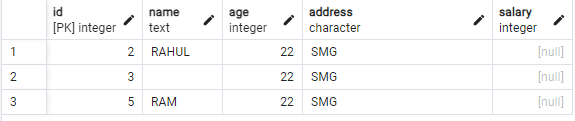 id name age address salary
[PK] integer text integer character integer
1 2 RAHUL 22 SMG [null]
2 3 22 SMG [null]
3 5 RAM 22 SMG [null]